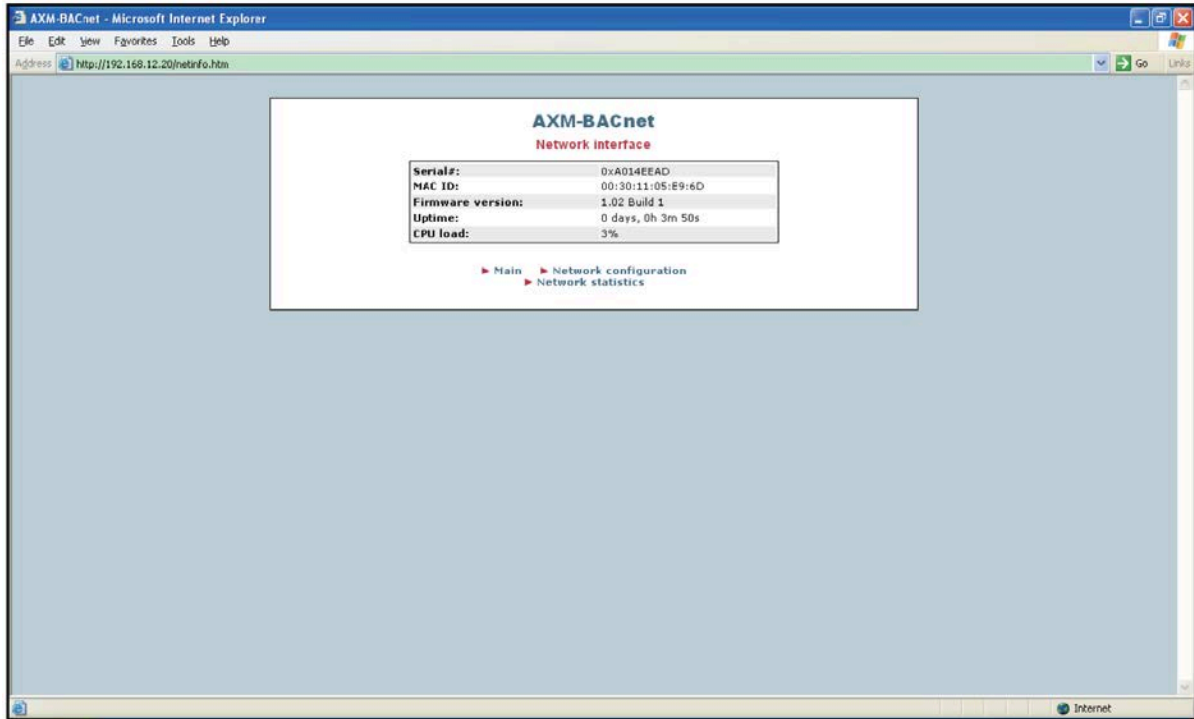 AXM-BACnet - Microsoft Internet Explorer
File Edit View Favorites Tools Help
Address http://192.168.12.20/netinfo.htm Go Links
AXM-BACnet
Network interface
Serial#: 0xA014EEAD
MAC ID: 00:30:11:05:E9:6D
Firmware version: 1.02 Build 1
Uptime: 0 days, 0h 3m 50s
CPU load: 3%
Main Network configuration
Network statistics
Internet